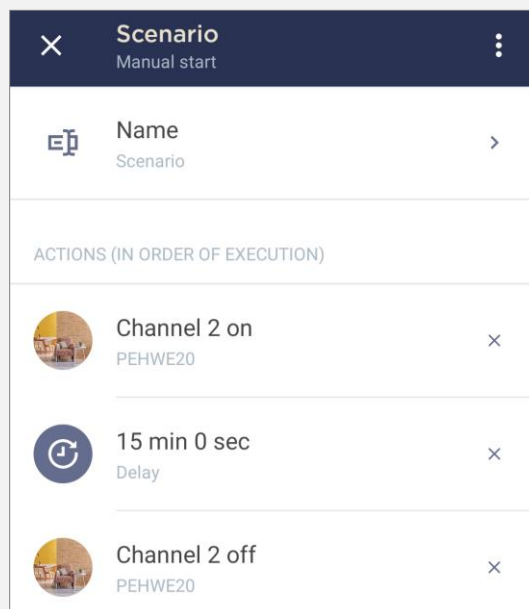 Scenario
Manual start
Name
Scenario
ACTIONS (IN ORDER OF EXECUTION)
Channel 2 on
PEHWE20
15 min 0 sec
Delay
Channel 2 off
PEHWE20